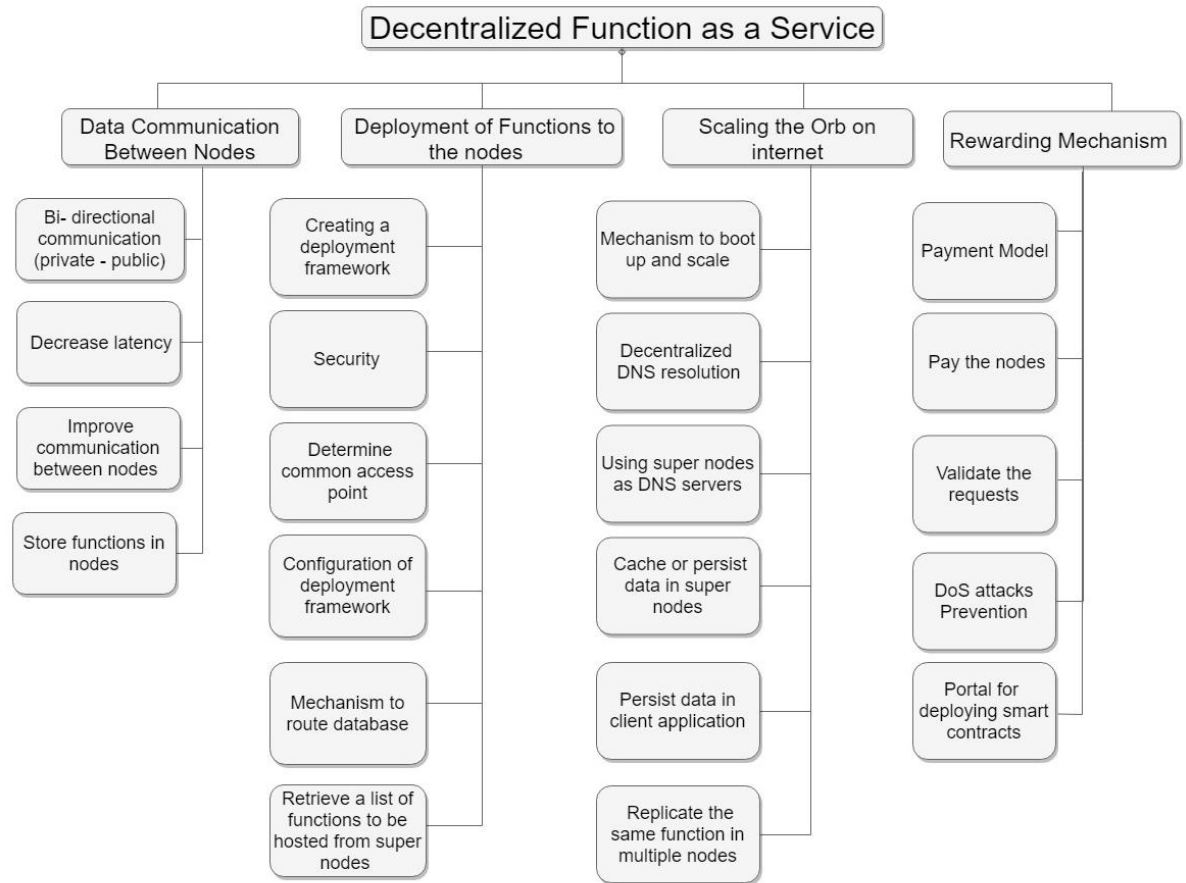 Decentralized Function as a Service
Data Communication
Between Nodes
Bi- directional
communication
(private - public)
Decrease latency
Improve
communication
between nodes
Store functions in
nodes
Deployment of Functions to
the nodes
Creating a
deployment
framework
Security
Determine
common access
point
Configuration of
deployment
framework
Mechanism to
route database
Retrieve a list of
functions to be
hosted from super
nodes
Scaling the Orb on
internet
Mechanism to boot
up and scale
Decentralized
DNS resolution
Using super nodes
as DNS servers
Cache or persist
data in super
nodes
Persist data in
client application
Replicate the
same function in
multiple nodes
Rewarding Mechanism
Payment Model
Pay the nodes
Validate the
requests
DoS attacks
Prevention
Portal for
deploying smart
contracts